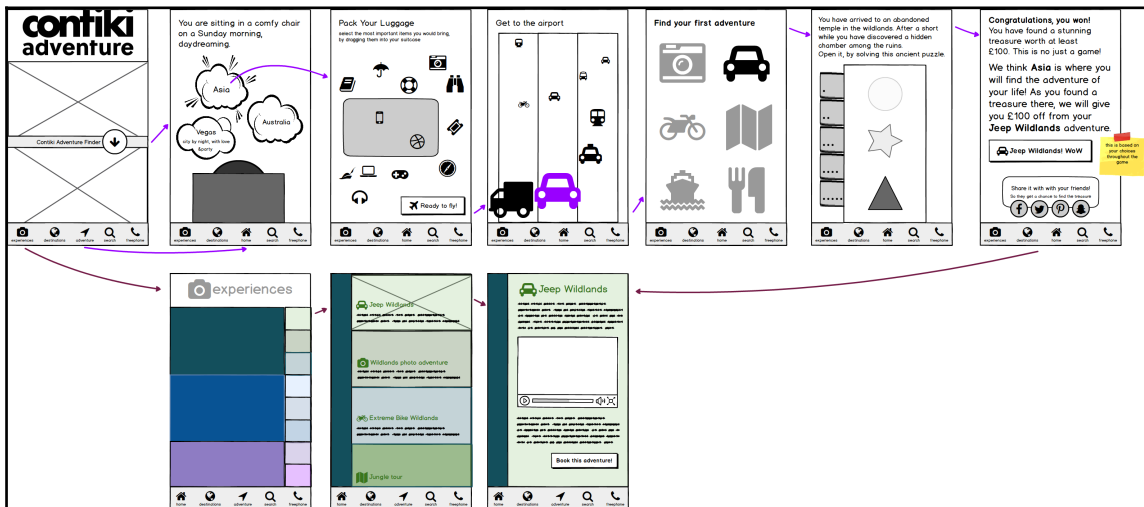 contiki
adventure
Contiki Adventure Finder
experiences
destinations
adventure
search
freephone
You are sitting in a comfy chair
on a Sunday morning,
daydreaming.
Asia
Australia
Vegas
city by night, with love
&party
experiences
destinations
home
search
freephone
Pack Your Luggage
select the most important items you would bring,
by dragging them into your suitcase
Ready to fly!
experiences
destinations
home
search
freephone
Get to the airport
experiences
destinations
home
search
freephone
Find your first adventure
experiences
destinations
home
search
freephone
You have arrived to an abandoned
temple in the wildlands. After a short
while you have discovered a hidden
chamber among the ruins.
Open it, by solving this ancient puzzle.
experiences
destinations
home
search
freephone
Congratulations, you won!
You have found a stunning
treasure worth at least
£100. This is no just a game!
We think Asia is where you
will find the adventure of
your life! As you found a
treasure there, we will give
you £100 off from your
Jeep Wildlands adventure.
Jeep Wildlands! WoW
this is based on
your choices
throughout the
game
Share it with with your friends!
So they get a chance to find the treasure
experiences
destinations
home
search
freephone
experiences
home
destinations
adventure
search
freephone
Jeep Wildlands
Wildlands photo adventure
Extreme Bike Wildlands
Jungle tour
home
destinations
adventure
search
freephone
Jeep Wildlands
Book this adventure!
home
destinations
adventure
search
freephone